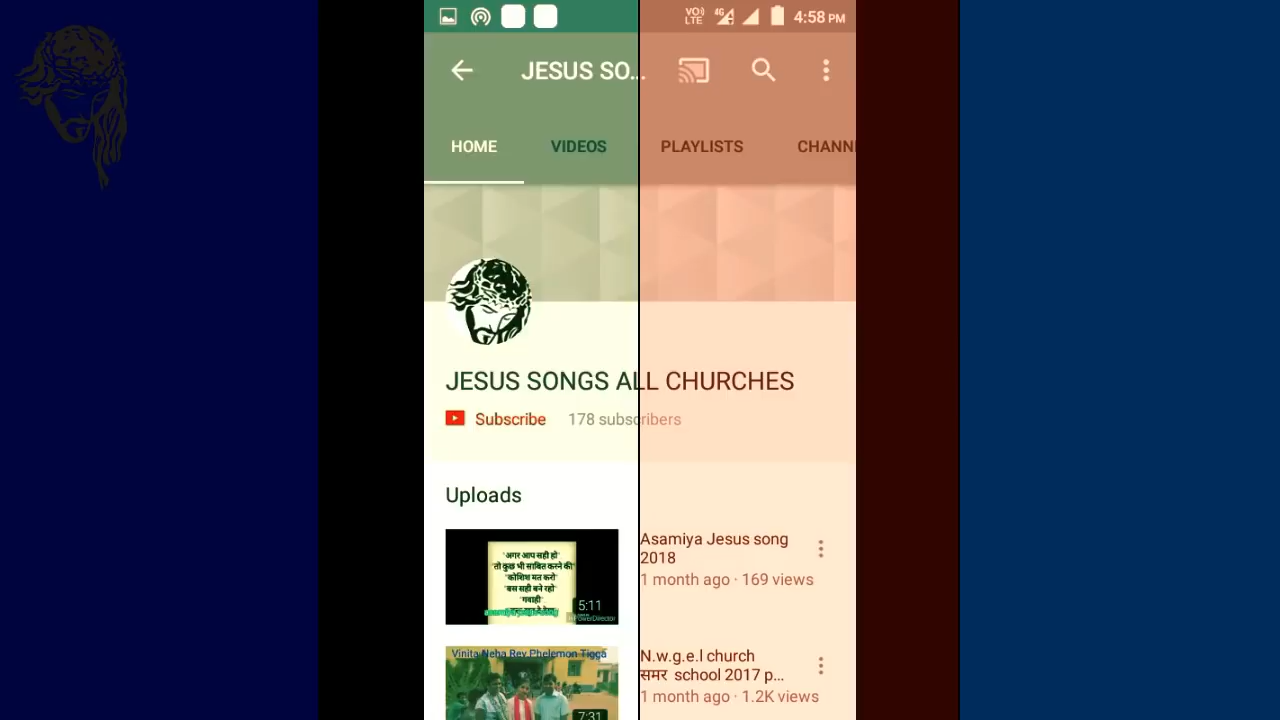 VO))
LTE
4G
4:58 PM
JESUS SO...
HOME
VIDEOS
PLAYLISTS
CHANN
JESUS SONGS ALL CHURCHES
Subscribe
178 subscribers
Uploads
"अगर आप सही हो"
"तो कुछ भी साबित करने की"
"कोशिश मत करो"
"बस सही बने रहो"
"गवाही"
5:11
PowerDirector
Asamiya Jesus song
2018
1 month ago · 169 views
Vinita Neha Rev Phelemon Tigga
7:31
N.w.g.e.l church
समर school 2017 p...
1 month ago · 1.2K views